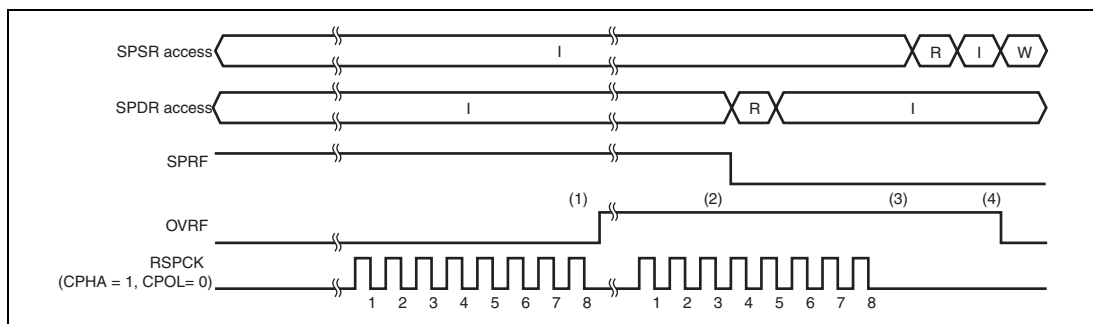 SPSR access I R I W
SPDR access I R I
SPRF
(1) (2) (3) (4)
OVRF
RSPCK
(CPHA = 1, CPOL= 0)
1 2 3 4 5 6 7 8 1 2 3 4 5 6 7 8